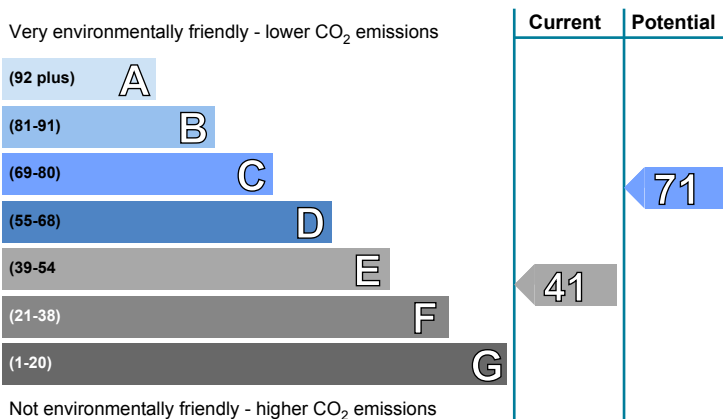 Current Potential
Very environmentally friendly - lower CO2 emissions
(92 plus) A
(81-91) B
(69-80) C
71
(55-68) D
(39-54 E
41
(21-38) F
(1-20) G
Not environmentally friendly - higher CO2 emissions